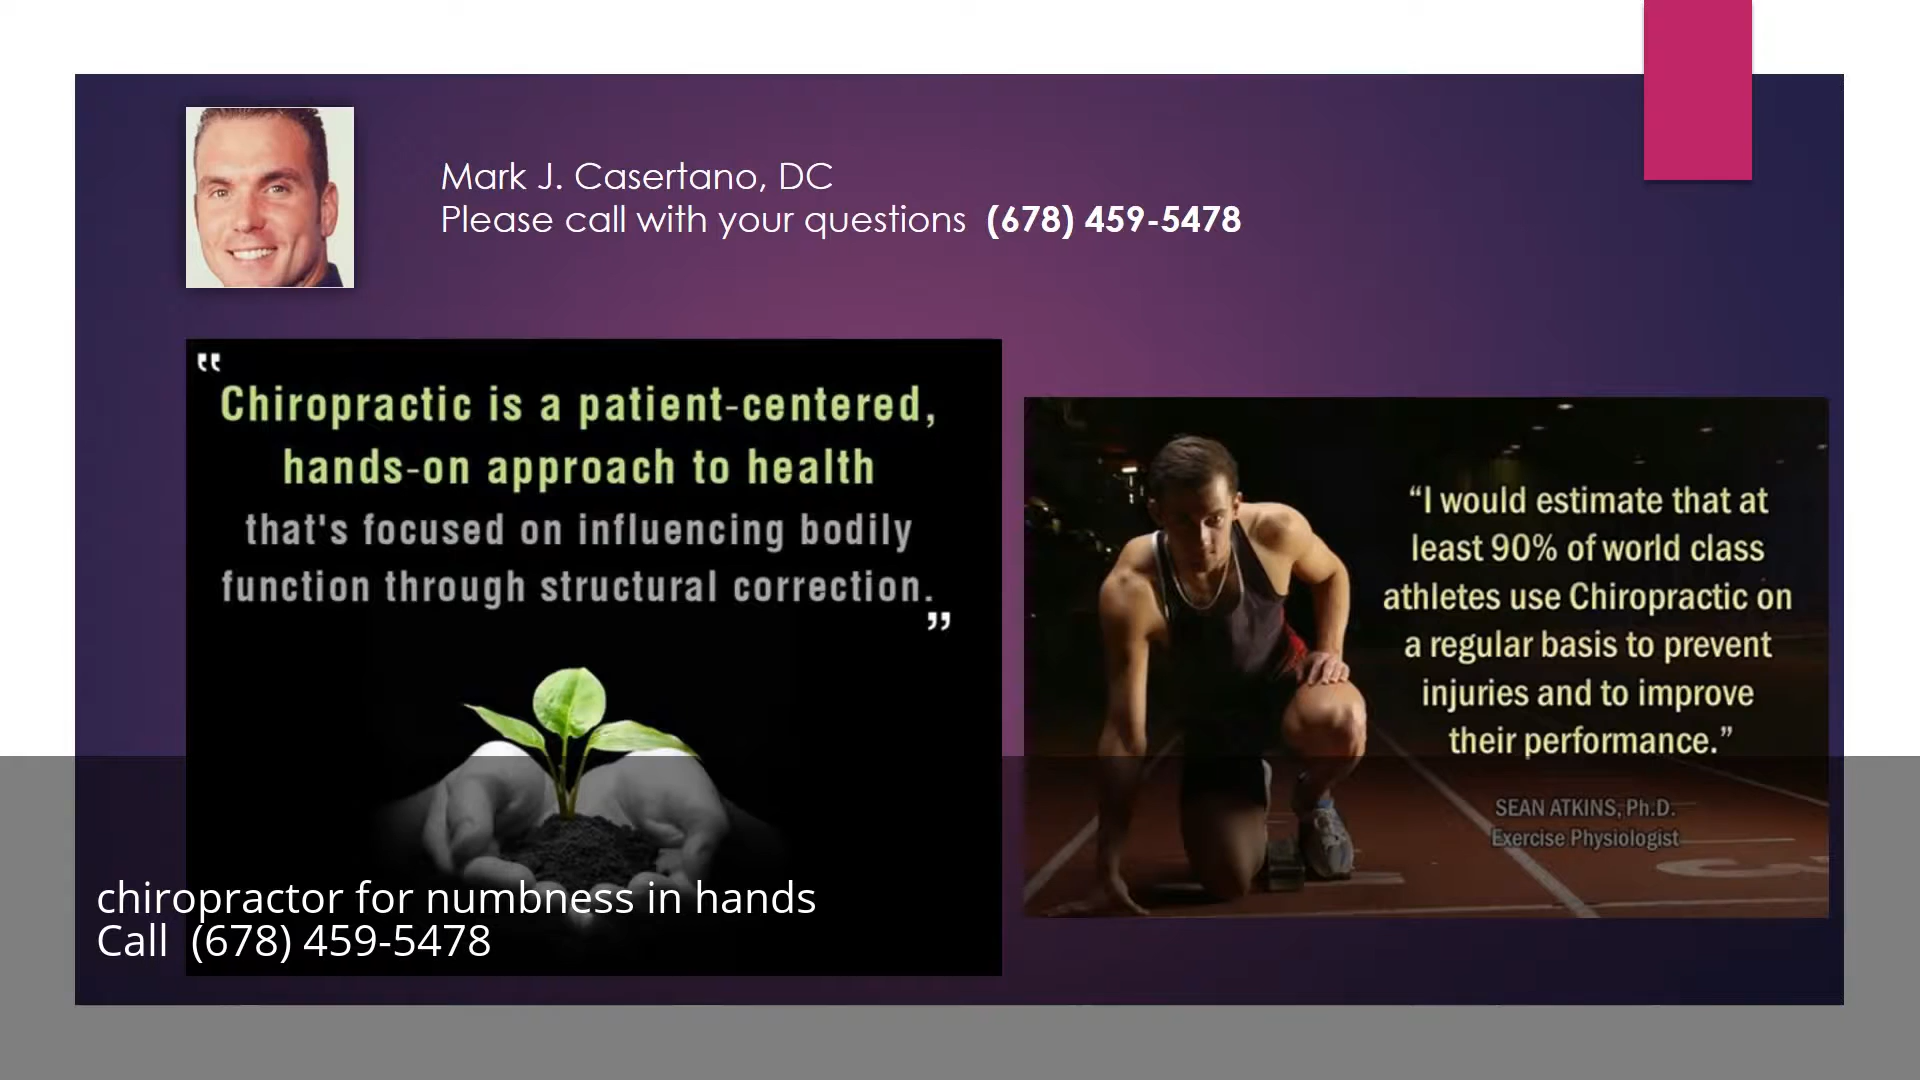 Mark J. Casertano, DC
Please call with your questions (678) 459-5478
"
Chiropractic is a patient-centered,
hands-on approach to health
that's focused on influencing bodily
function through structural correction.
"
“I would estimate that at
least 90% of world class
athletes use Chiropractic on
a regular basis to prevent
injuries and to improve
their performance.”
SEAN ATKINS, Ph.D.
Exercise Physiologist
3
chiropractor for numbness in hands
Call (678) 459-5478